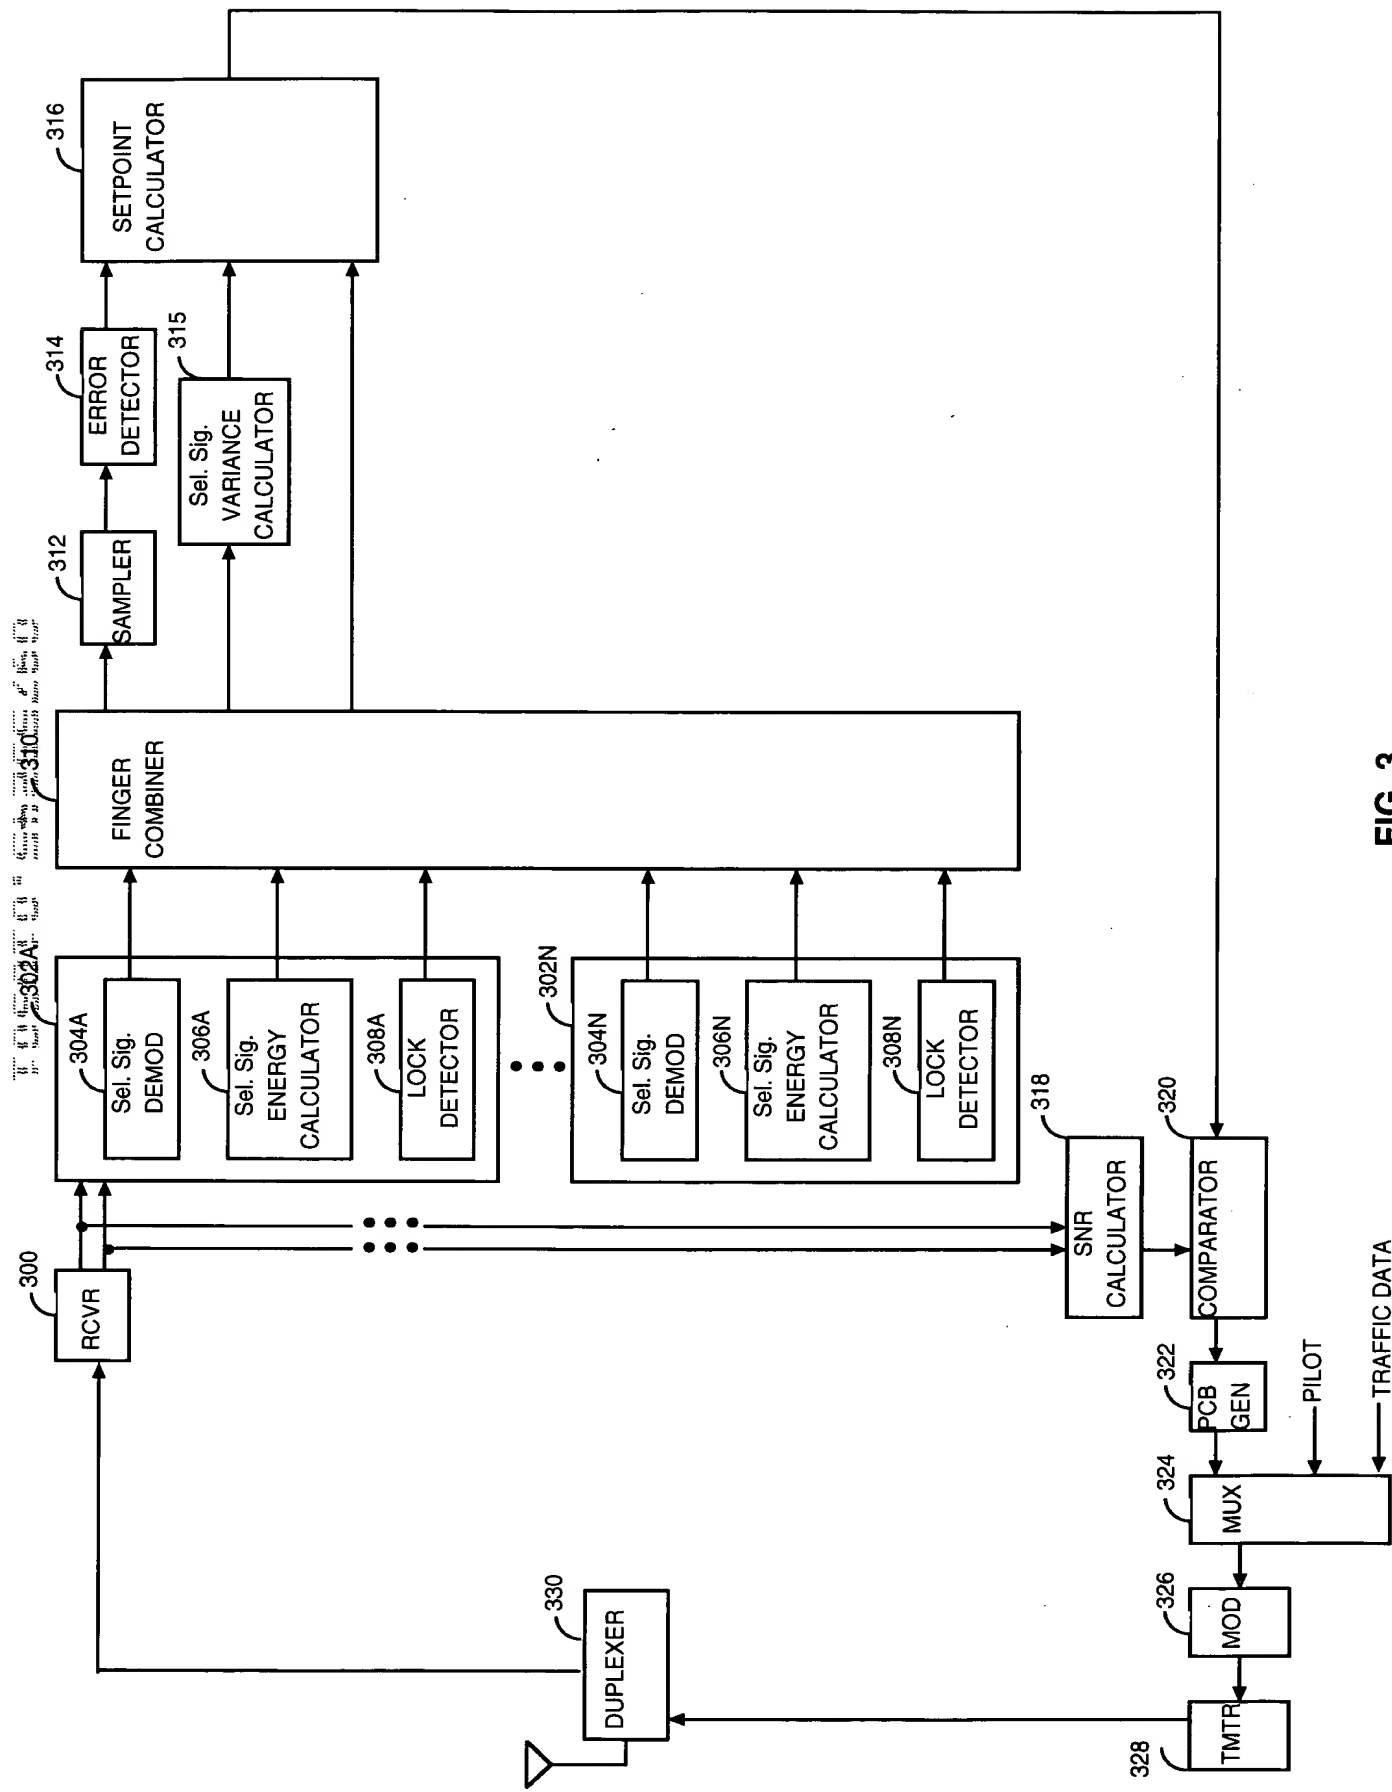 330
DUPLEXER
300
RCVR
302A
304A
Sel. Sig.
DEMOD
306A
Sel. Sig.
ENERGY
CALCULATOR
308A
LOCK
DETECTOR
302N
304N
Sel. Sig.
DEMOD
306N
Sel. Sig.
ENERGY
CALCULATOR
308N
LOCK
DETECTOR
310
FINGER
COMBINER
312
SAMPLER
314
ERROR
DETECTOR
315
Sel. Sig.
VARIANCE
CALCULATOR
316
SETPOINT
CALCULATOR
318
SNR
CALCULATOR
320
COMPARATOR
322
PCB
GEN
PILOT
TRAFFIC DATA
324
MUX
326
MOD
328
TMTR
FIG. 3